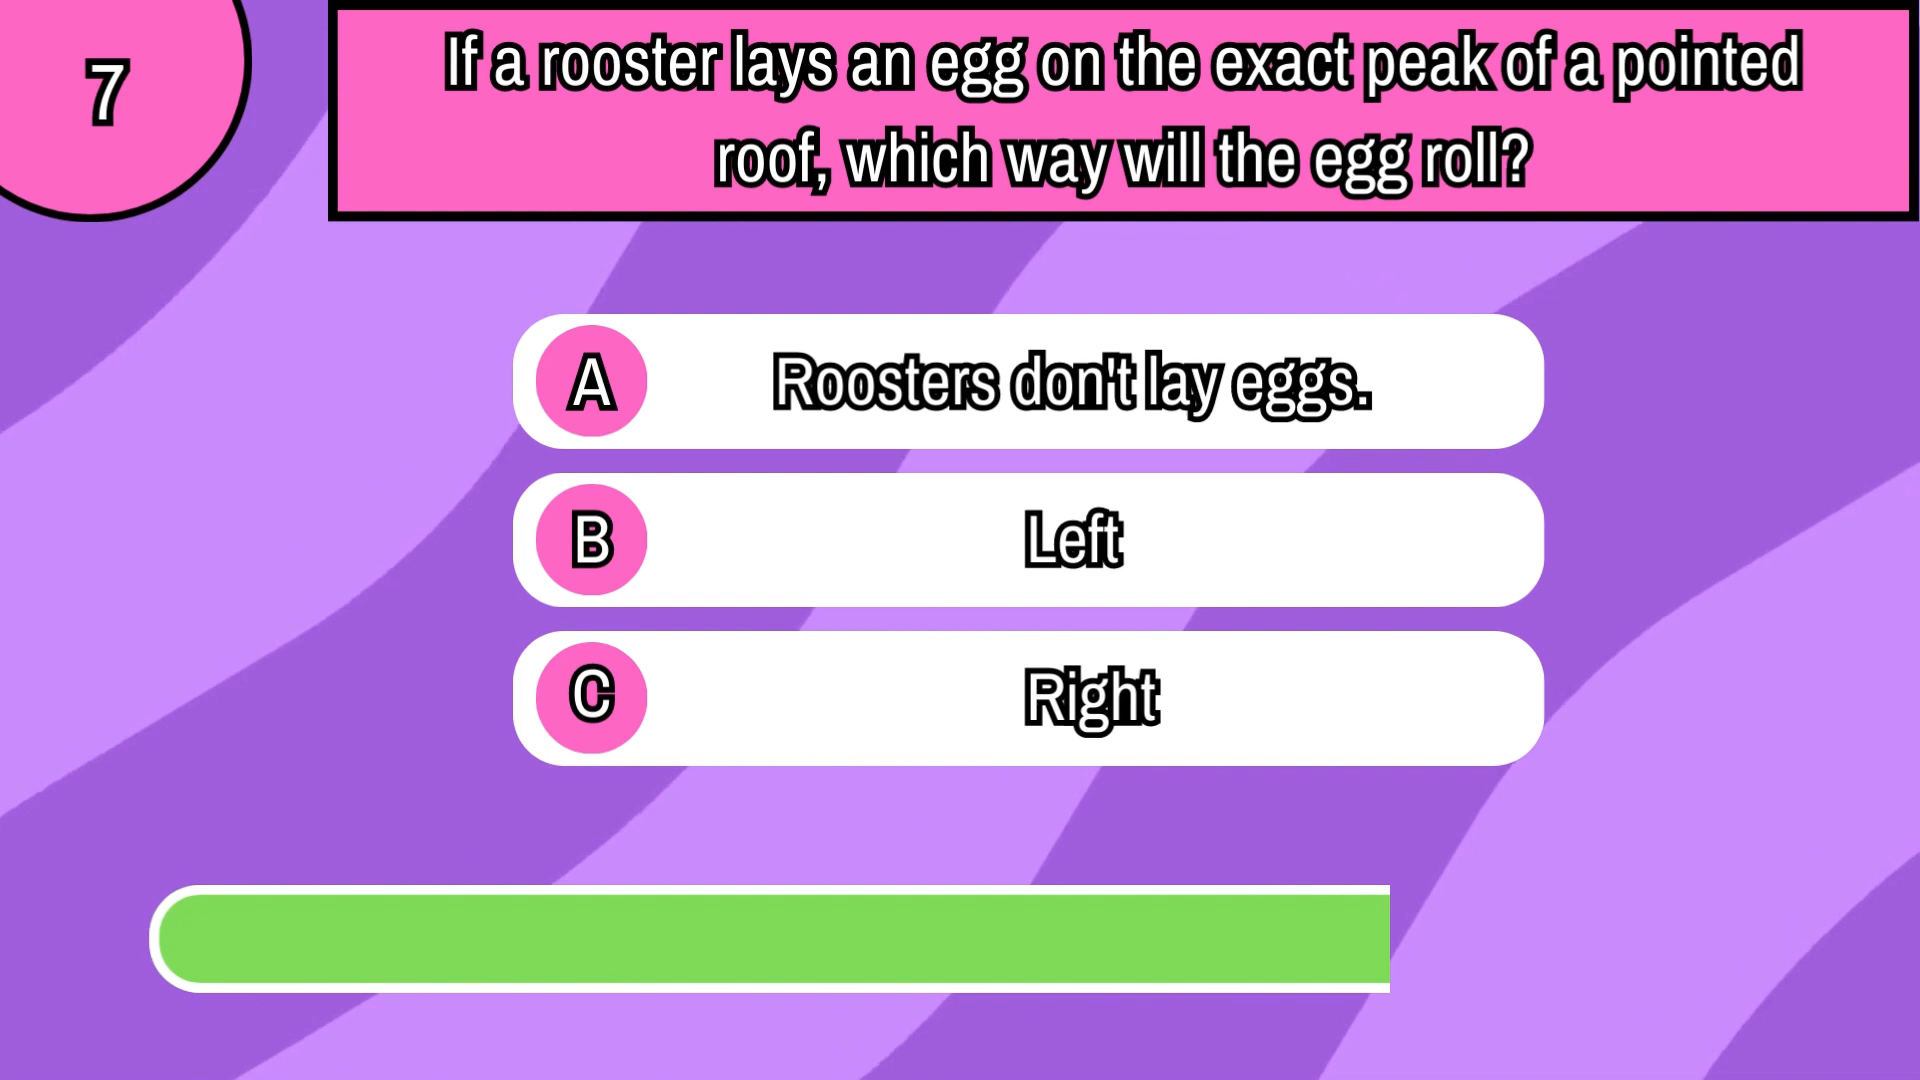 7
If a rooster lays an egg on the exact peak of a pointed
roof, which way will the egg roll?
A Roosters don't lay eggs.
B Left
C Right